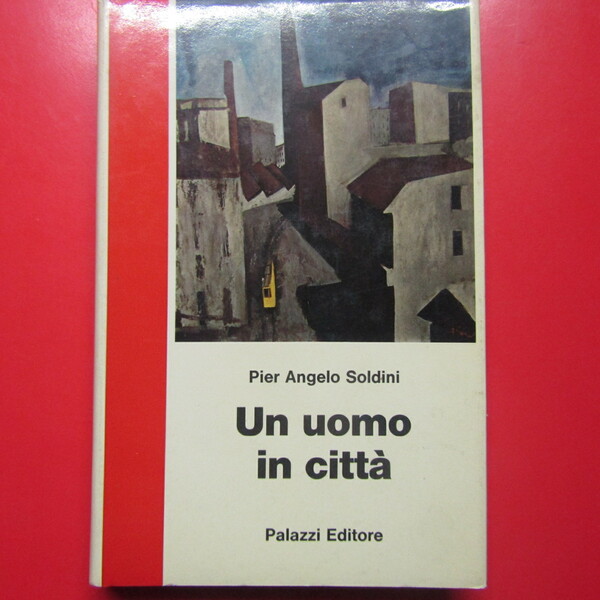 Pier Angelo Soldini
Un uomo
in città
Palazzi Editore